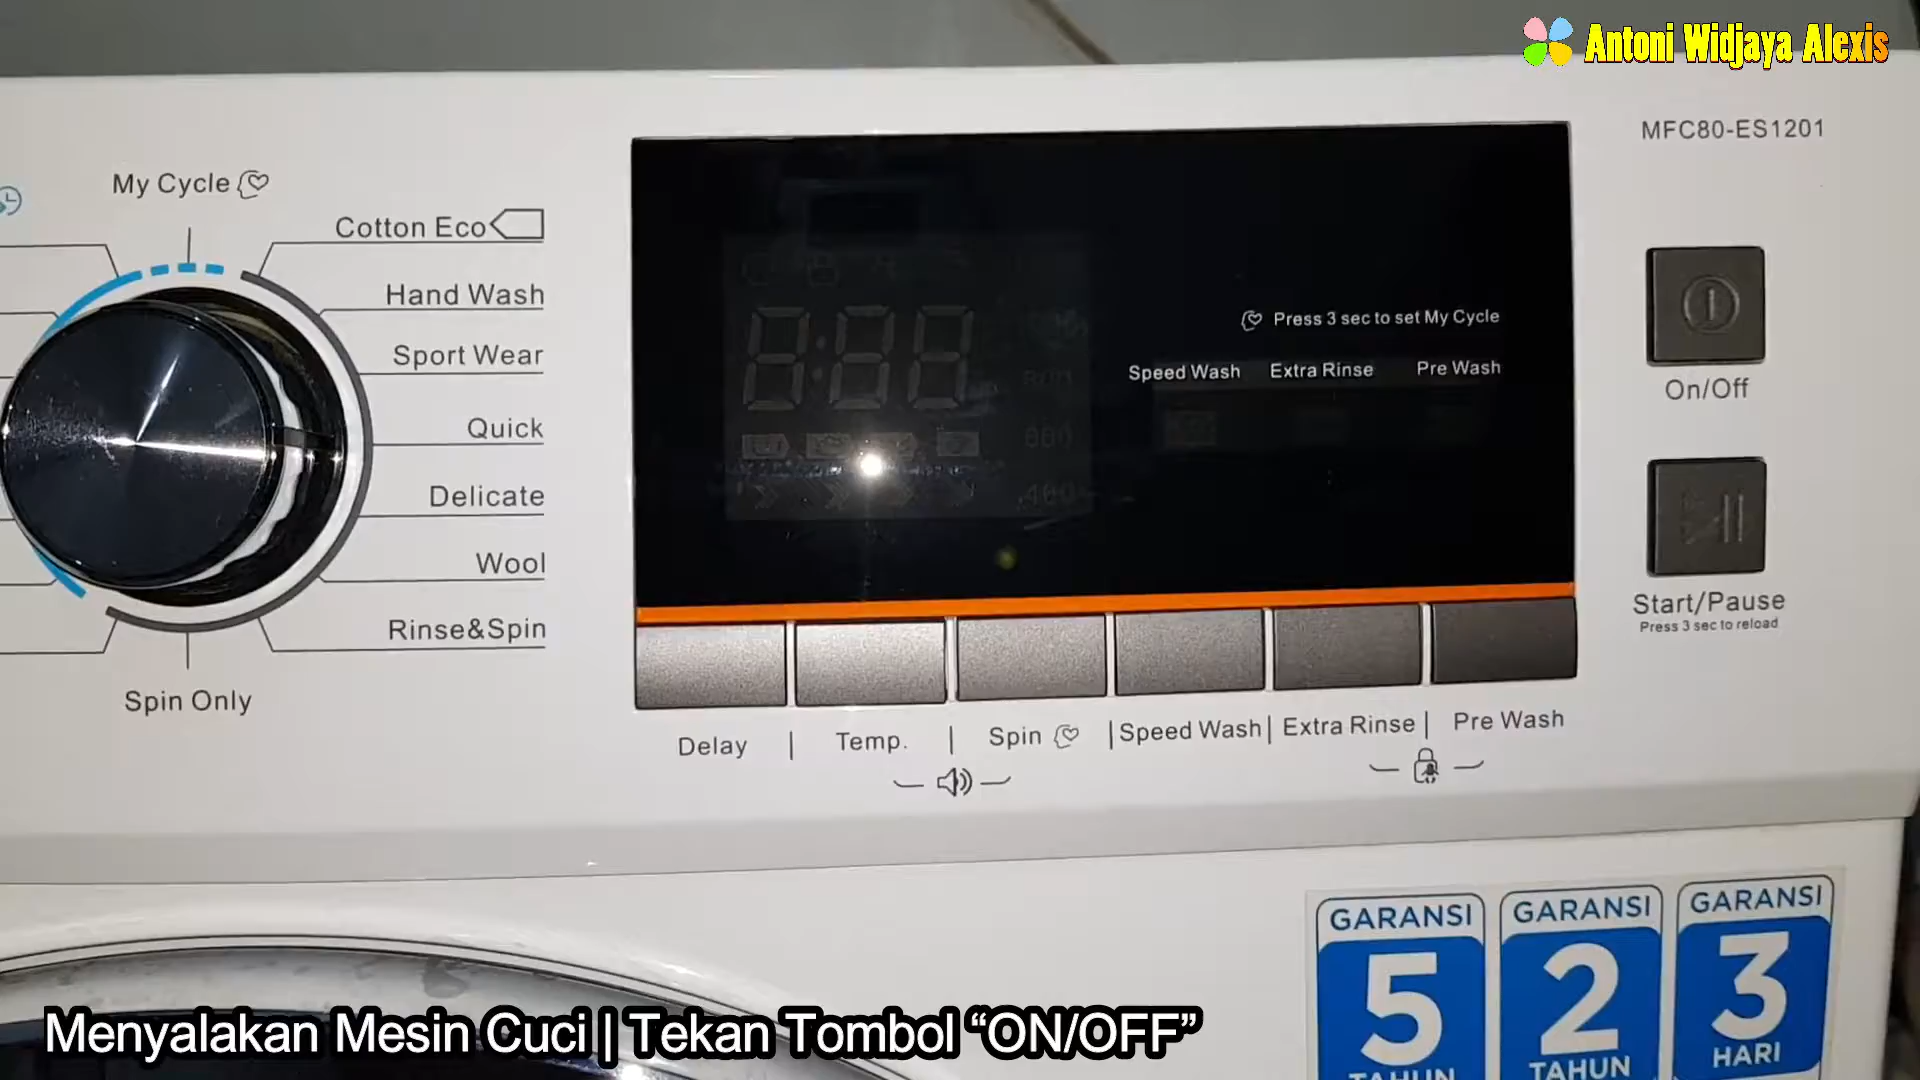 Antoni Widjaya Alexis
MFC80-ES1201
My Cycle
Cotton Eco
Hand Wash
Sport Wear
Quick
Delicate
Wool
Rinse&Spin
Spin Only
Press 3 sec to set My Cycle
Speed Wash Extra Rinse Pre Wash
On/Off
Start/Pause
Press 3 sec to reload
Delay | Temp. | Spin | Speed Wash | Extra Rinse | Pre Wash
GARANSI
5
TAHUN
GARANSI
2
TAHUN
GARANSI
3
HARI
Menyalakan Mesin Cuci | Tekan Tombol “ON/OFF”